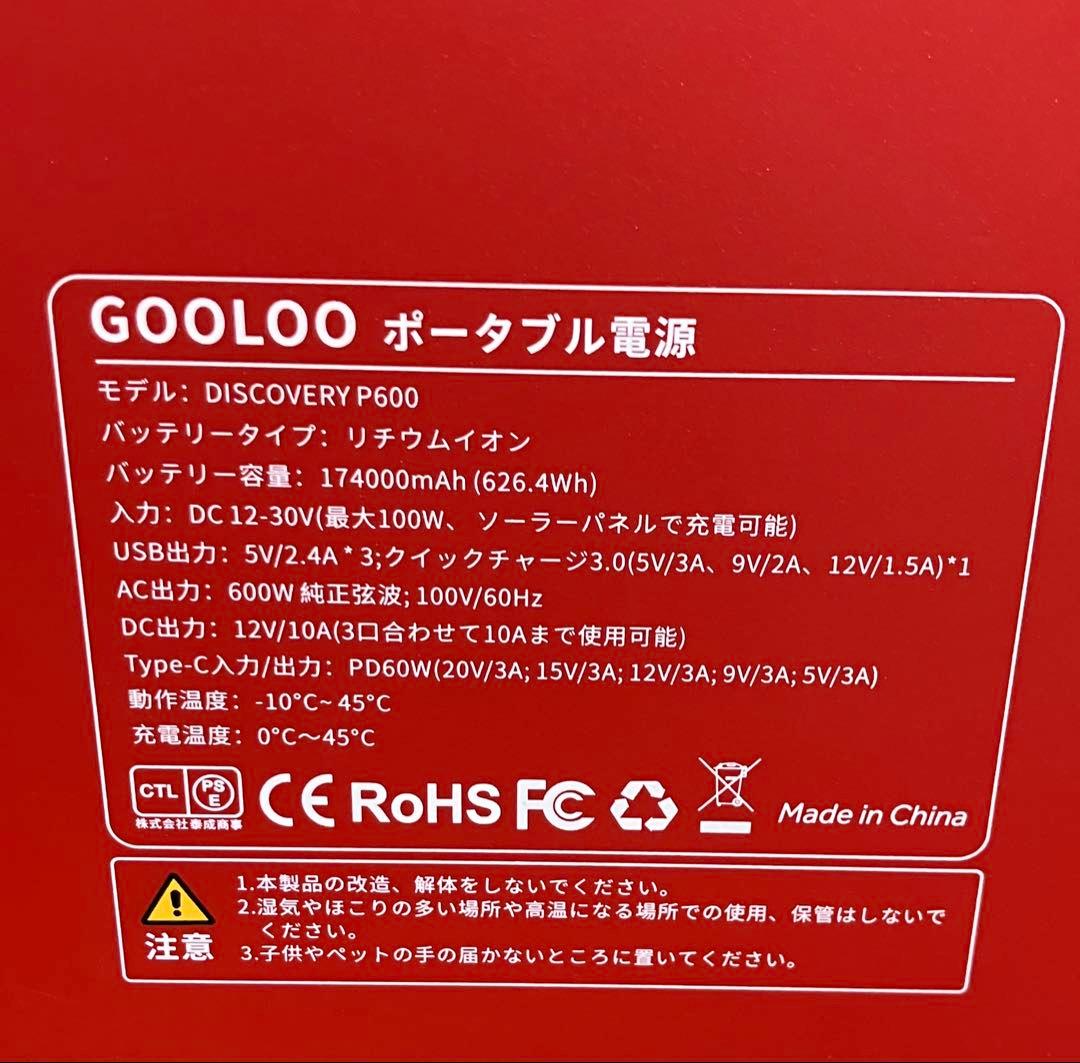 GOOLOO ポータブル電源
モデル：DISCOVERY P600
バッテリータイプ：リチウムイオン
バッテリー容量：174000mAh (626.4Wh)
入力：DC 12-30V(最大100W、ソーラーパネルで充電可能)
USB出力：5V/2.4A * 3;クイックチャージ3.0(5V/3A、9V/2A、12V/1.5A)*1
AC出力：600W 純正弦波; 100V/60Hz
DC出力：12V/10A(3口合わせて10Aまで使用可能)
Type-C入力/出力：PD60W(20V/3A; 15V/3A; 12V/3A; 9V/3A; 5V/3A)
動作温度：-10°C~ 45°C
充電温度：0°C～45°C
CTL PSE CE RoHS FC Made in China
株式会社泰成商事
1.本製品の改造、解体をしないでください。
2.湿気やほこりの多い場所や高温になる場所での使用、保管はしないで
ください。
注意
3.子供やペットの手の届かないところに置いてください。